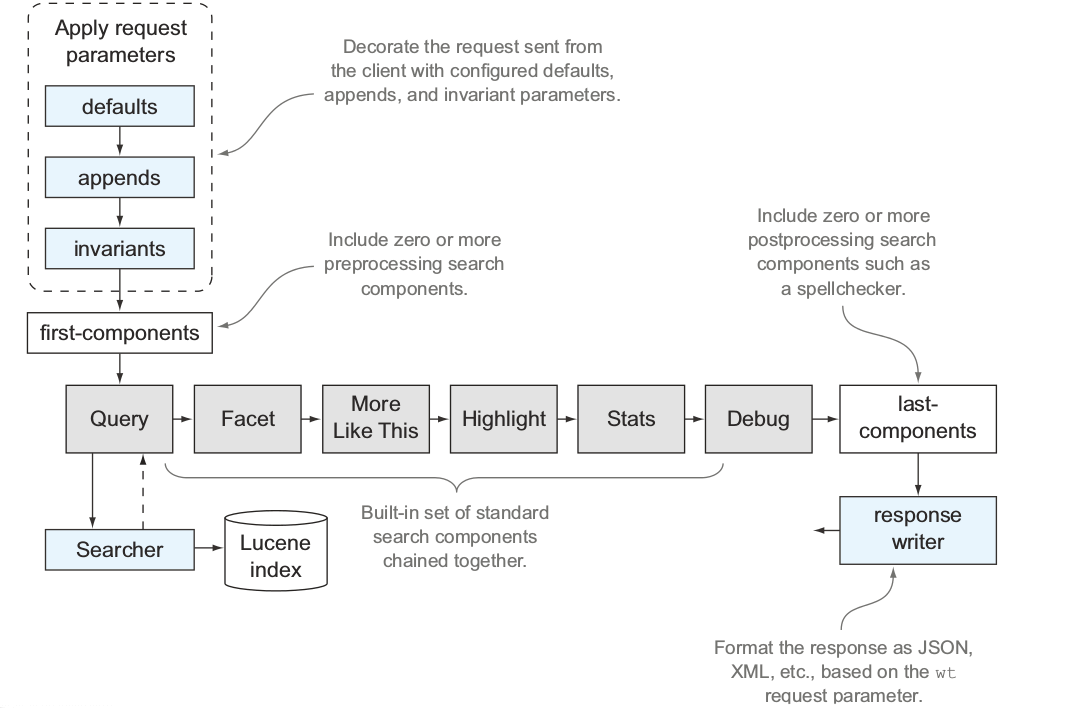 Apply request
parameters
Decorate the request sent from
the client with configured defaults,
appends, and invariant parameters.
defaults
appends
invariants
Include zero or more
preprocessing search
components.
Include zero or more
postprocessing search
components such as
a spellchecker.
first-components
Query
Facet
More
Like This
Highlight
Stats
Debug
last-
components
Built-in set of standard
search components
chained together.
Searcher
Lucene
index
response
writer
Format the response as JSON,
XML, etc., based on the wt
request parameter.